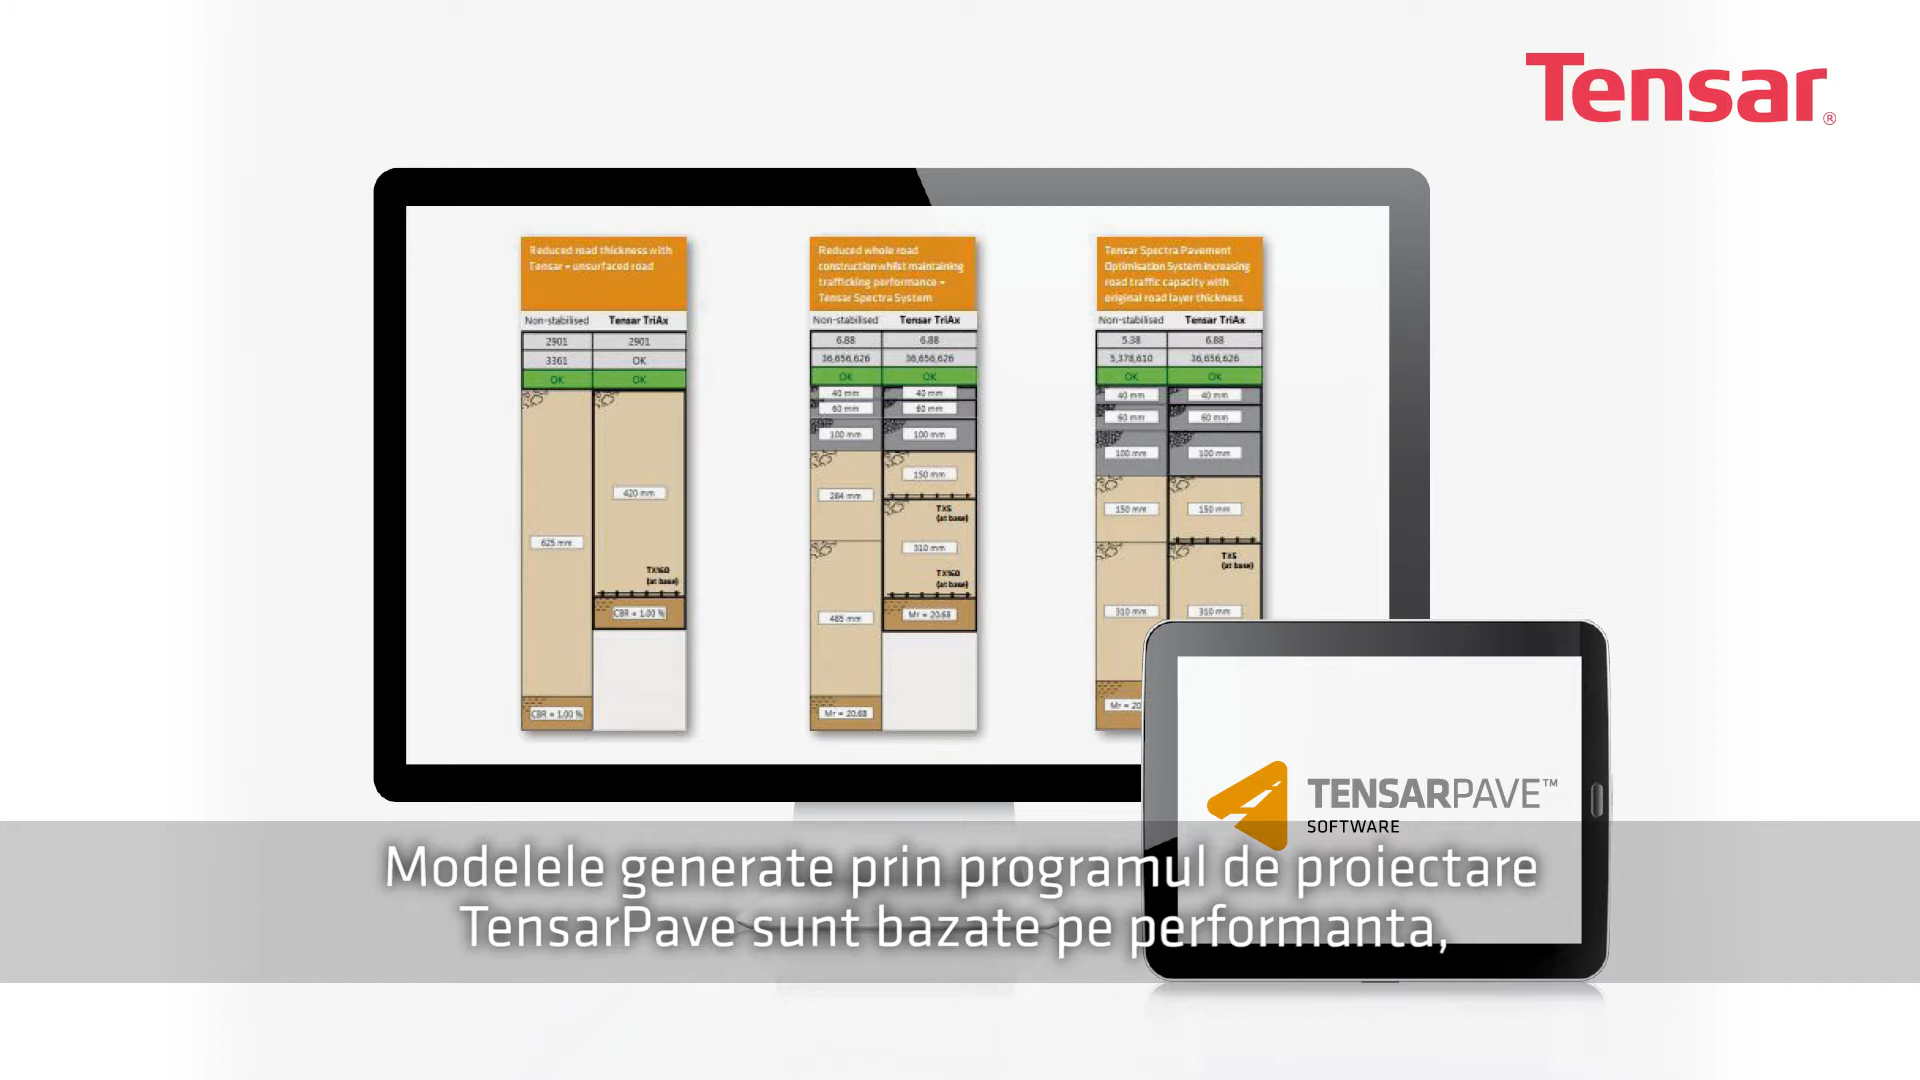 Tensar®
Reduced road thickness with
Tensar - unsurfaced road
Non-stabilised Tensar TriAx
2901 2901
3361 OK
OK OK
420 mm
625 mm
TX160
(at base)
CBR = 1.00 %
CBR = 1.00 %
Reduced whole road
construction whilst maintaining
trafficking performance -
Tensar Spectra System
Non-stabilised Tensar TriAx
6.88 6.88
36,656,626 36,656,626
OK OK
40 mm 40 mm
60 mm 60 mm
100 mm 100 mm
150 mm
284 mm
TX5
(at base)
310 mm
TX160
(at base)
485 mm Mr = 20.68
Mr = 20.68
Tensar Spectra Pavement
Optimisation System increasing
road traffic capacity with
original road layer thickness
Non-stabilised Tensar TriAx
5.38 6.88
5,378,610 36,656,626
OK OK
40 mm 40 mm
60 mm 60 mm
100 mm 100 mm
150 mm 150 mm
TX5
(at base)
310 mm 310 mm
Mr = 20
TENSARPAVE™
SOFTWARE
Modelele generate prin programul de proiectare
TensarPave sunt bazate pe performanta,